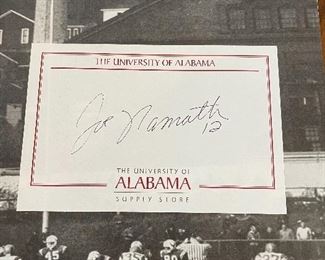 THE UNIVERSITY OF ALABAMA
Joe Namath
12
THE UNIVERSITY OF
ALABAMA
SUPPLY STORE